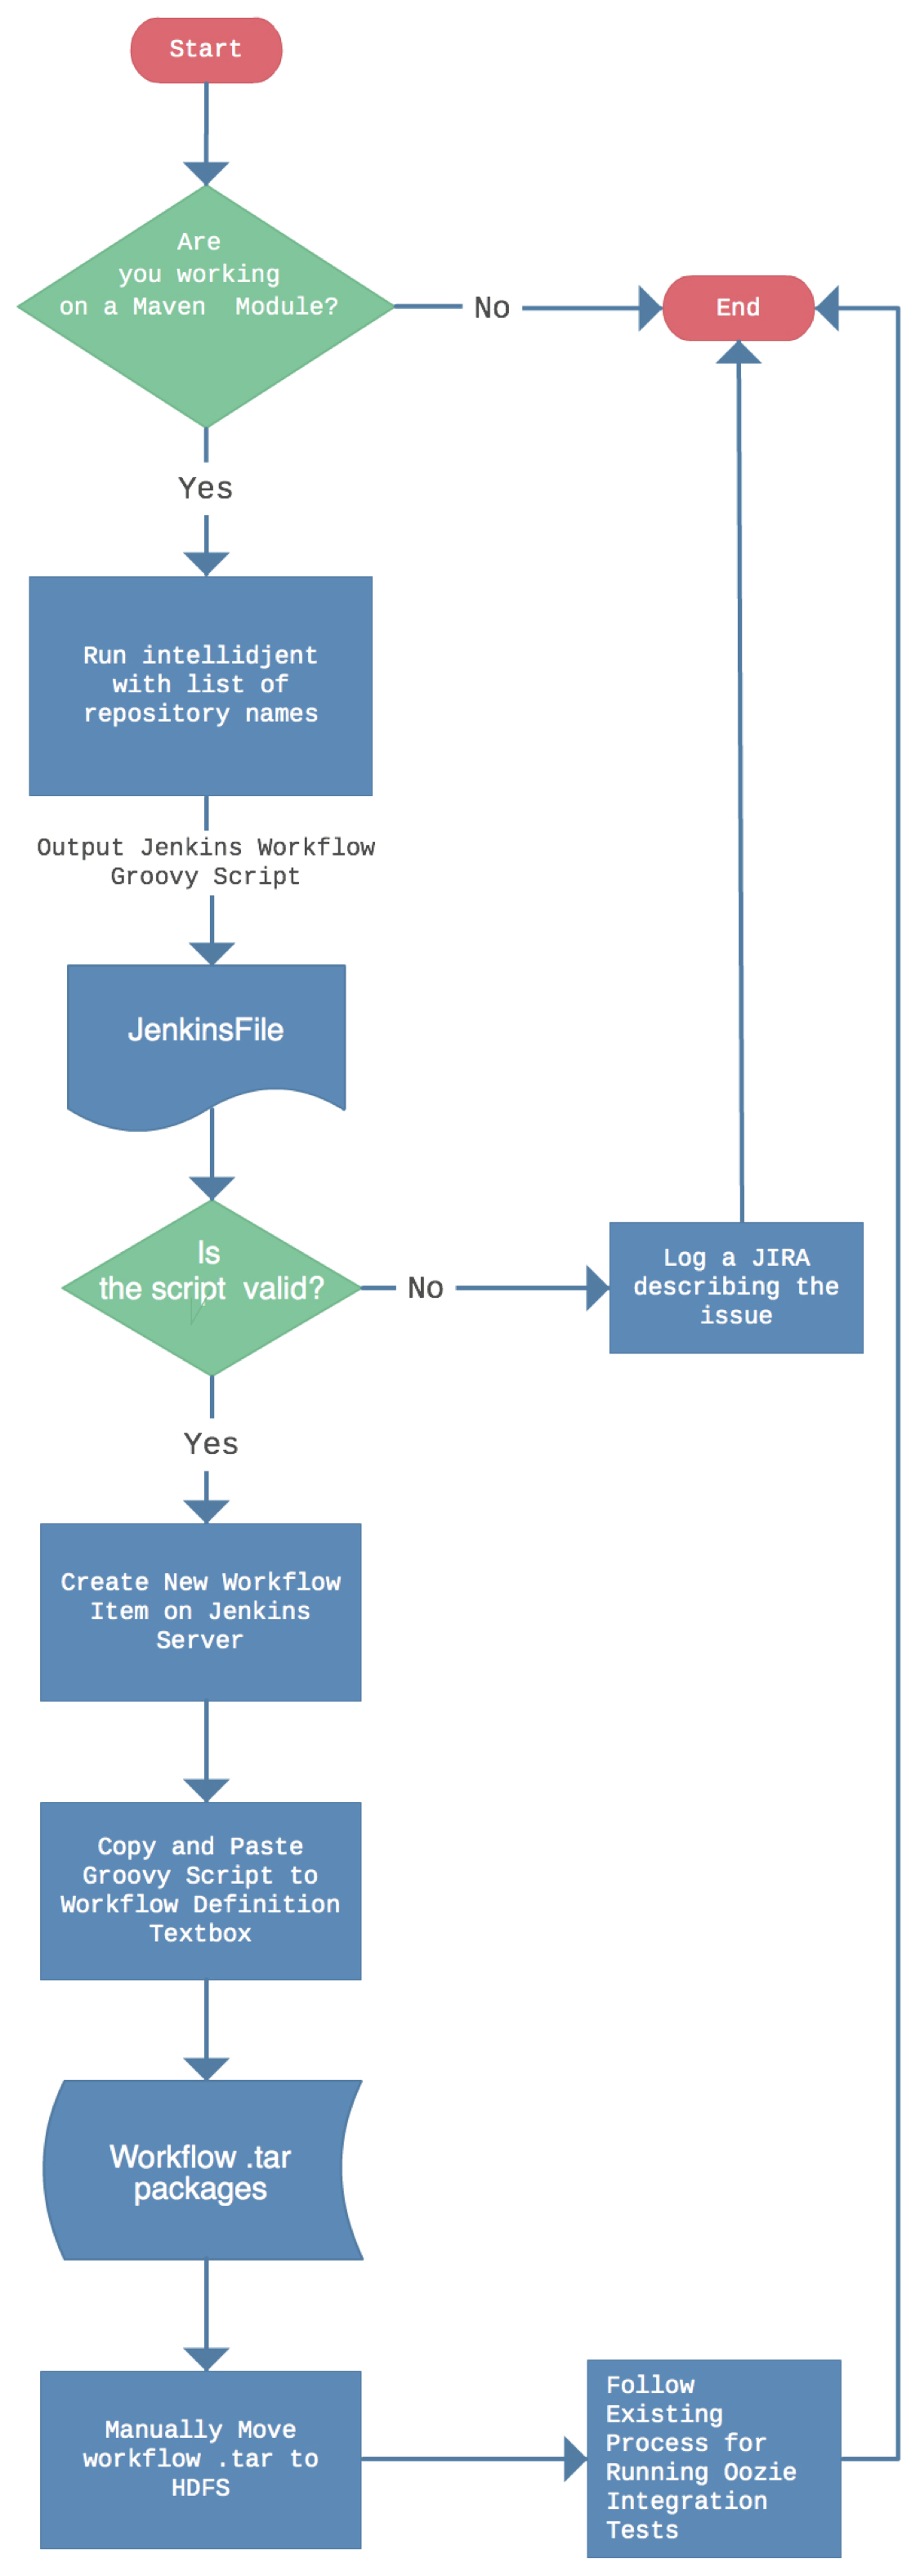 Start
Are
you working
on a Maven  Module?
No
End
Yes
Run intellidjent
with list of
repository names
Output Jenkins Workflow
Groovy Script
JenkinsFile
Is
the script  valid?
No
Log a JIRA
describing the
issue
Yes
Create New Workflow
Item on Jenkins
Server
Copy and Paste
Groovy Script to
Workflow Definition
Textbox
Workflow .tar
packages
Manually Move
workflow .tar to
HDFS
Follow
Existing
Process for
Running Oozie
Integration
Tests